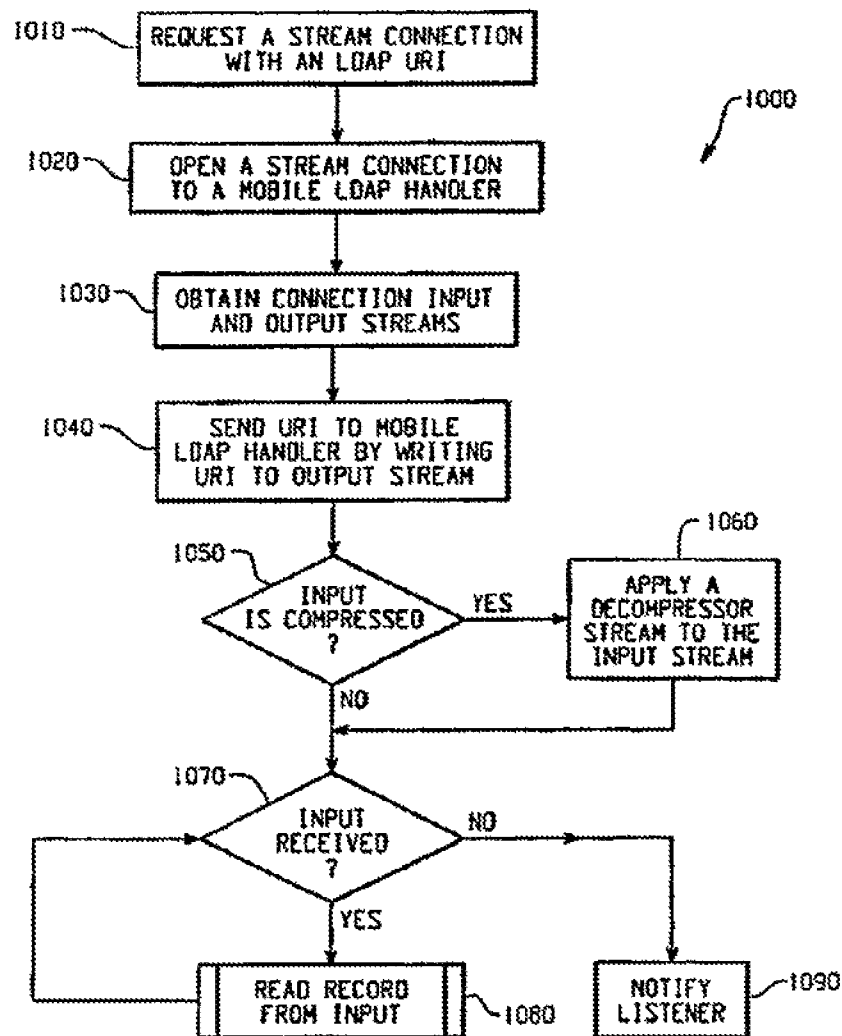 1010
REQUEST A STREAM CONNECTION
WITH AN LDAP URI
1000
1020
OPEN A STREAM CONNECTION
TO A MOBILE LDAP HANDLER
1030
OBTAIN CONNECTION INPUT
AND OUTPUT STREAMS
1040
SEND URI TO MOBILE
LDAP HANDLER BY WRITING
URI TO OUTPUT STREAM
1050
INPUT
IS COMPRESSED
?
YES
1060
APPLY A
DECOMPRESSOR
STREAM TO THE
INPUT STREAM
NO
1070
INPUT
RECEIVED
?
NO
YES
READ RECORD
FROM INPUT
1080
NOTIFY
LISTENER
1090